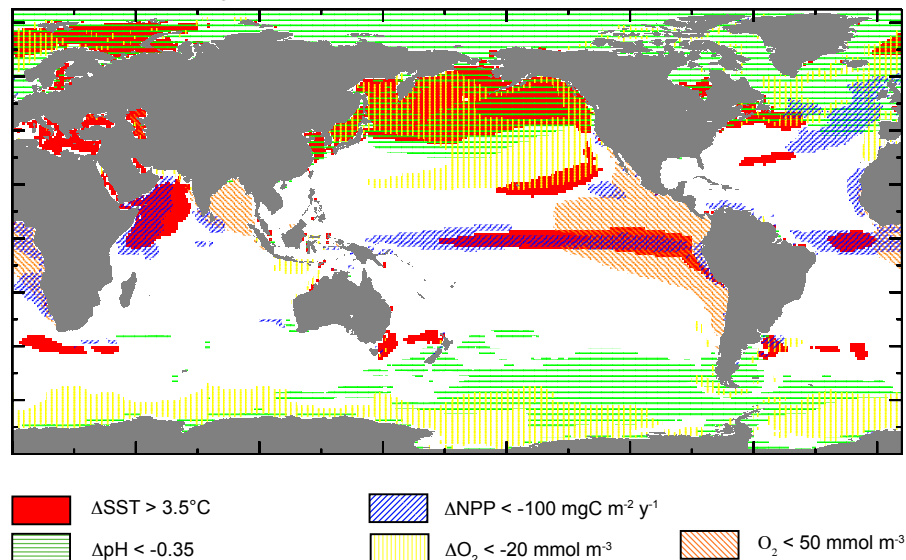 ΔSST > 3.5°C
ΔNPP < -100 mgC m⁻² y⁻¹
ΔpH < -0.35
ΔO₂ < -20 mmol m⁻³
O₂ < 50 mmol m⁻³